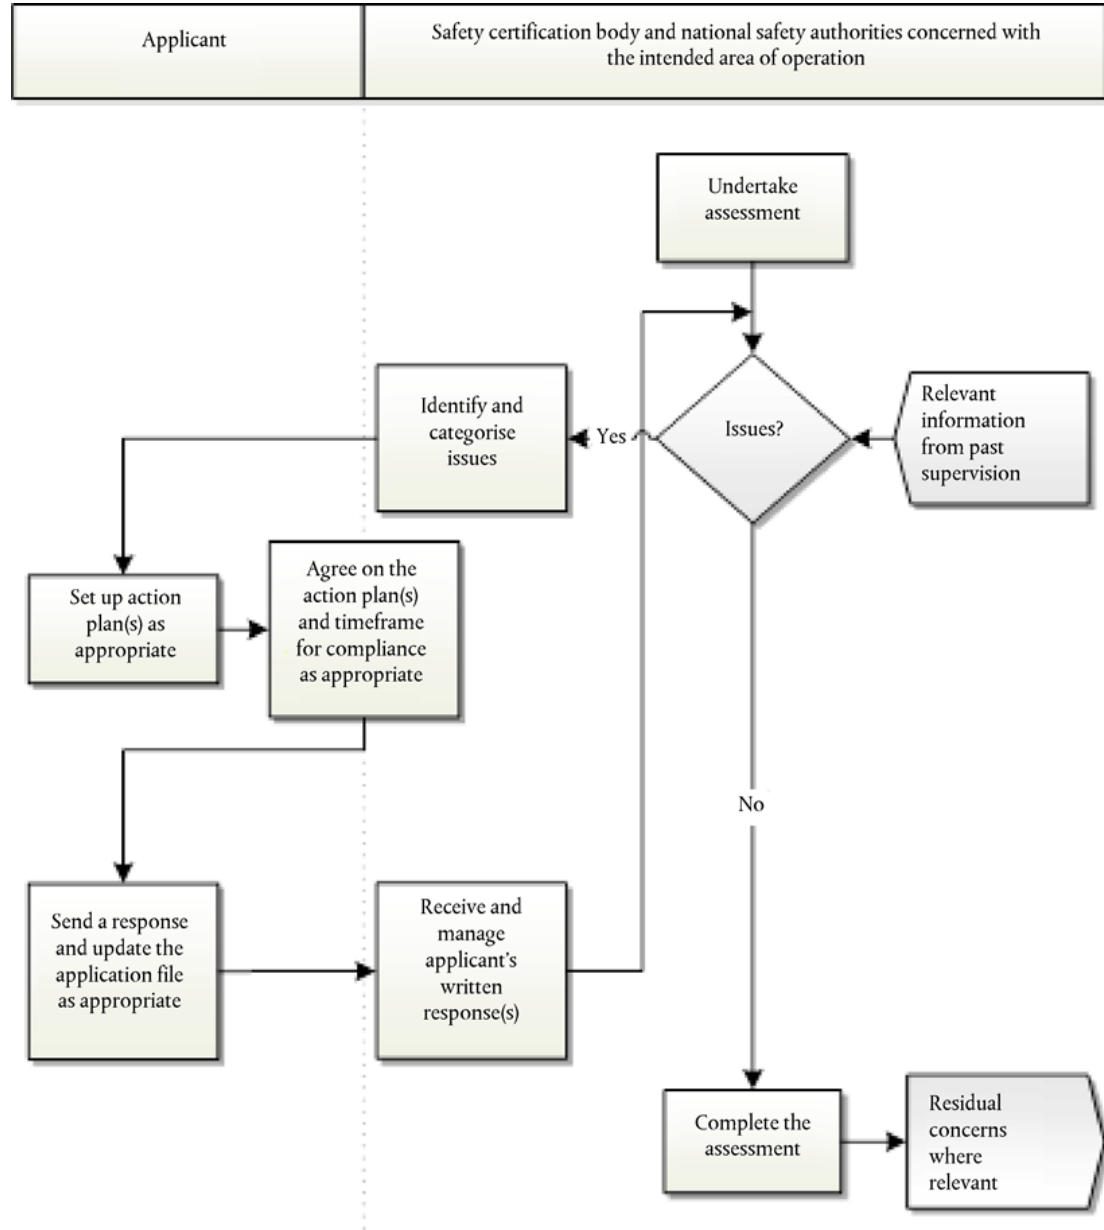 Applicant
Safety certification body and national safety authorities concerned with
the intended area of operation
Undertake
assessment
Issues?
Relevant
information
from past
supervision
Yes
Identify and
categorise
issues
Set up action
plan(s) as
appropriate
Agree on the
action plan(s)
and timeframe
for compliance
as appropriate
Send a response
and update the
application file
as appropriate
Receive and
manage
applicant's
written
response(s)
No
Complete the
assessment
Residual
concerns
where
relevant